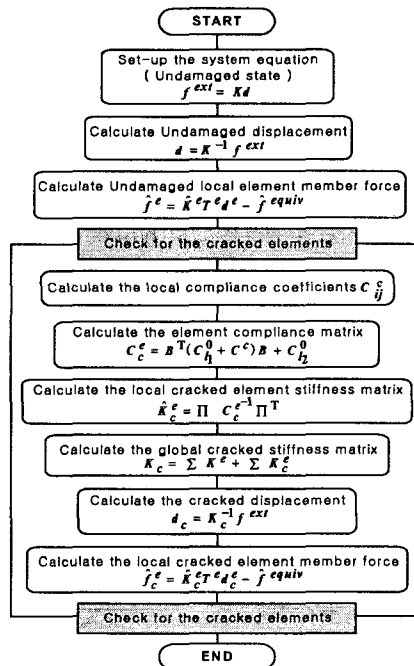 START
Set-up the system equation
( Undamaged state )
f^ext = Kd
Calculate Undamaged displacement
d = K^-1 f^ext
Calculate Undamaged local element member force
f̂^e = K̂^e T^e d^e - f̂^equiv
Check for the cracked elements
Calculate the local compliance coefficients C^c_ij
Calculate the element compliance matrix
C^e_c = B^T(C^0_l1 + C^c)B + C^0_l2
Calculate the local cracked element stiffness matrix
K̂^e_c = Π C^e-1_c Π^T
Calculate the global cracked stiffness matrix
K_c = Σ K^e + Σ K^e_c
Calculate the cracked displacement
d_c = K^-1_c f^ext
Calculate the local cracked element member force
f̂^e_c = K̂^e_c T^e d^e_c - f̂^equiv
Check for the cracked elements
END